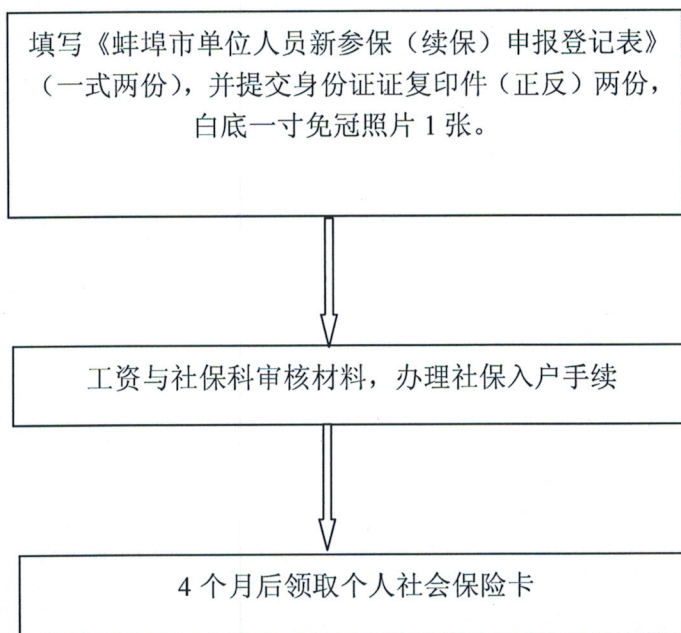 填写《蚌埠市单位人员新参保（续保）申报登记表》
（一式两份），并提交身份证证复印件（正反）两份，
白底一寸免冠照片 1 张。
工资与社保科审核材料，办理社保入户手续
4 个月后领取个人社会保险卡